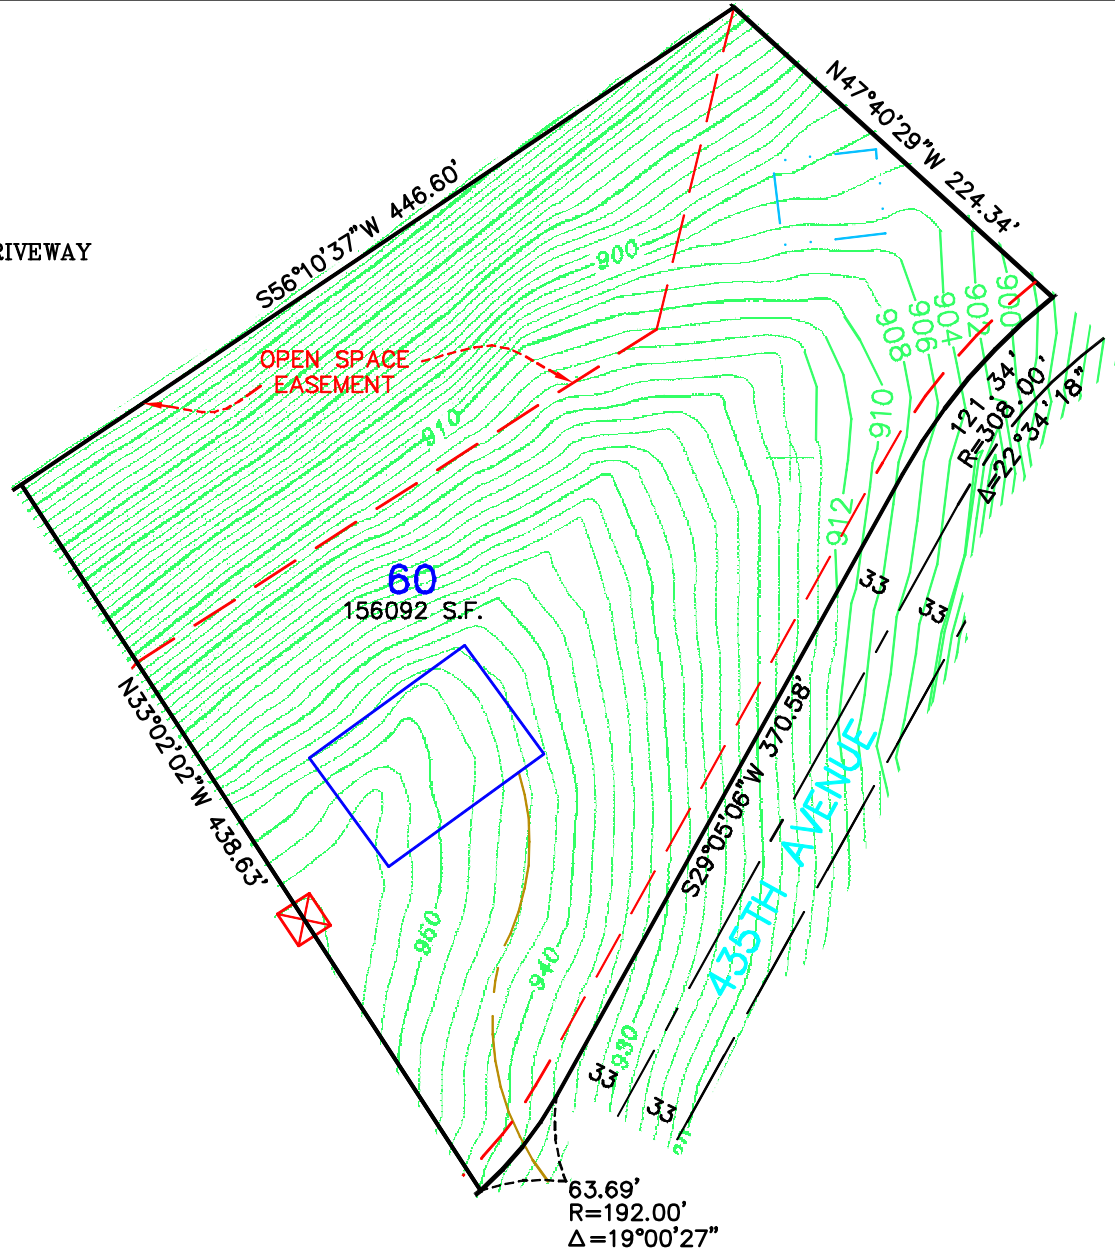 N47°40'29"W 224.34'
S56°10'37"W 446.60'
RIVEWAY
900
OPEN SPACE
EASEMENT
908
906
904
902
900
910
910
121.34'
R=308.00'
Δ=22°34'18"
912
60
156092 S.F.
33
33
N33°02'02"W 438.63'
S29°05'06"W 370.58'
435TH AVENUE
960
940
930
33
33
63.69'
R=192.00'
Δ=19°00'27"